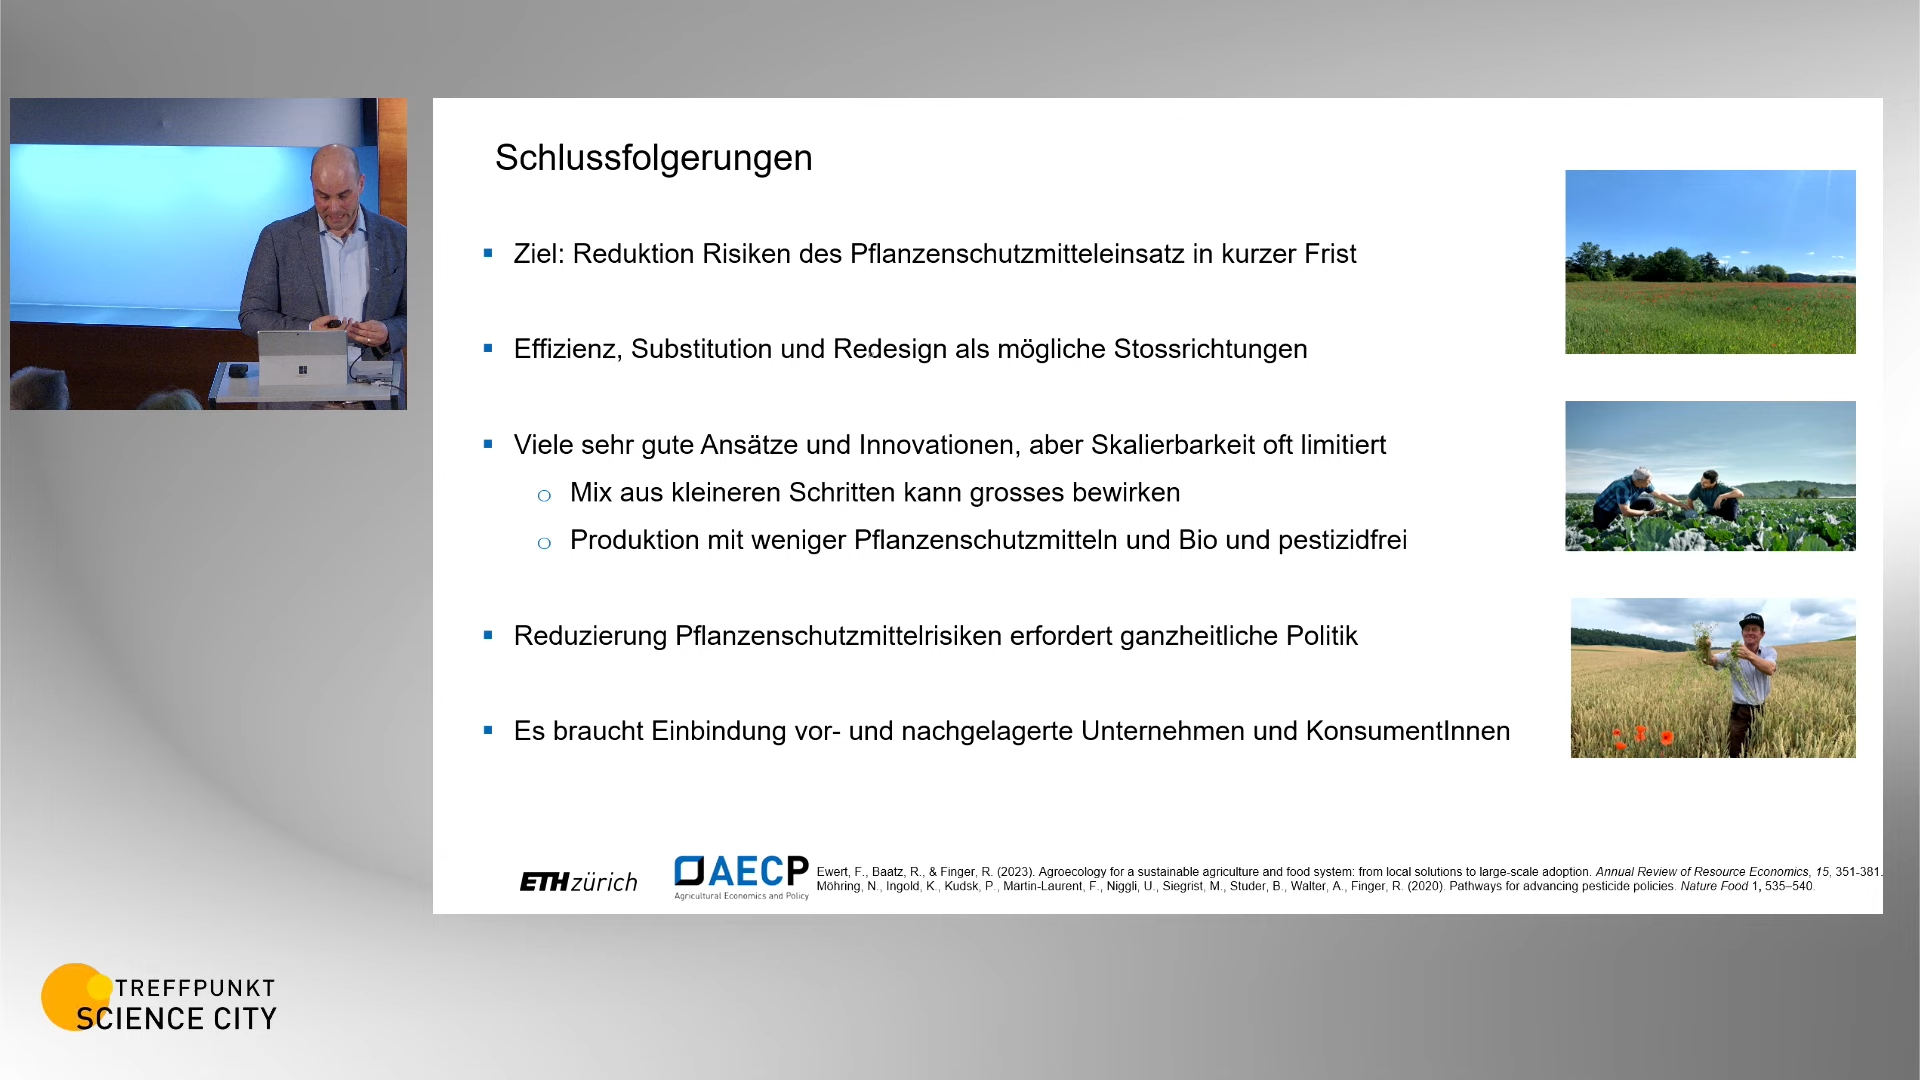 Schlussfolgerungen
Ziel: Reduktion Risiken des Pflanzenschutzmitteleinsatz in kurzer Frist
Effizienz, Substitution und Redesign als mögliche Stossrichtungen
Viele sehr gute Ansätze und Innovationen, aber Skalierbarkeit oft limitiert
Mix aus kleineren Schritten kann grosses bewirken
Produktion mit weniger Pflanzenschutzmitteln und Bio und pestizidfrei
Reduzierung Pflanzenschutzmittelrisiken erfordert ganzheitliche Politik
Es braucht Einbindung vor- und nachgelagerte Unternehmen und KonsumentInnen
ETH zürich
AECP
Agricultural Economics and Policy
Ewert, F., Baatz, R., & Finger, R. (2023). Agroecology for a sustainable agriculture and food system: from local solutions to large-scale adoption. Annual Review of Resource Economics, 15, 351-381.
Möhring, N., Ingold, K., Kudsk, P., Martin-Laurent, F., Niggli, U., Siegrist, M., Studer, B., Walter, A., Finger, R. (2020). Pathways for advancing pesticide policies. Nature Food 1, 535–540.
TREFFPUNKT
SCIENCE CITY